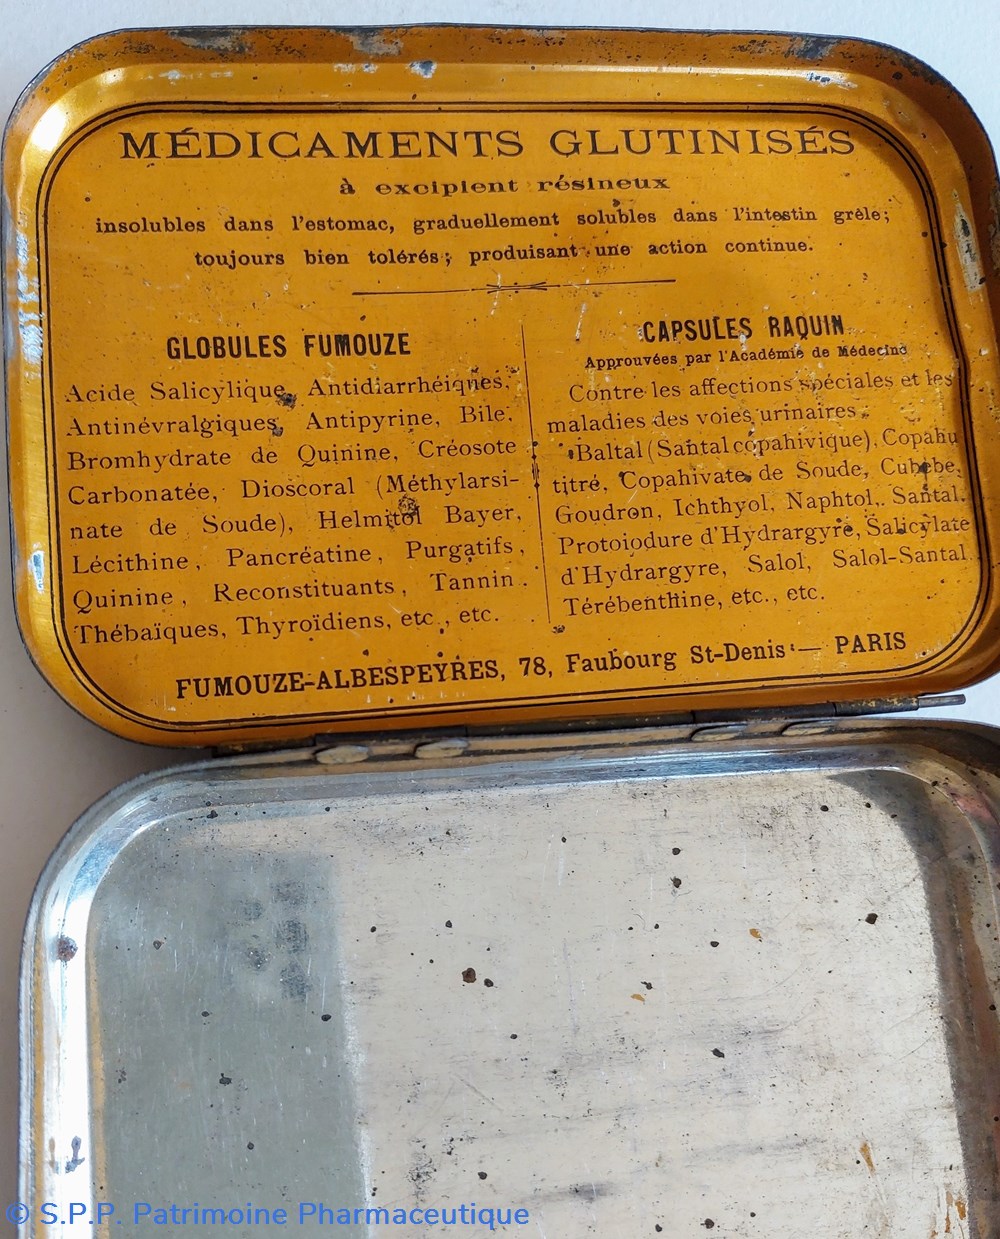 MÉDICAMENTS GLUTINISÉS
à excipient résineux
insolubles dans l'estomac, graduellement solubles dans l'intestin grêle;
toujours bien tolérés; produisant une action continue.
GLOBULES FUMOUZE
Acide Salicylique, Antidiarrhéiques,
Antinévralgiques, Antipyrine, Bile,
Bromhydrate de Quinine, Créosote
Carbonatée, Dioscoral (Méthylarsi-
nate de Soude), Helmitol Bayer,
Lécithine, Pancréatine, Purgatifs,
Quinine, Reconstituants, Tannin.
Thébaïques, Thyroïdiens, etc., etc.
CAPSULES RAQUIN
Approuvées par l'Académie de Médecine
Contre les affections spéciales et les
maladies des voies urinaires.
Baltal (Santal copahivique), Copahu
titré, Copahivate de Soude, Cubèbe,
Goudron, Ichthyol, Naphtol, Santal,
Protoiodure d'Hydrargyre, Salicylate
d'Hydrargyre, Salol, Salol-Santal
Térébenthine, etc., etc.
FUMOUZE-ALBESPEYRES, 78, Faubourg St-Denis — PARIS
© S.P.P. Patrimoine Pharmaceutique